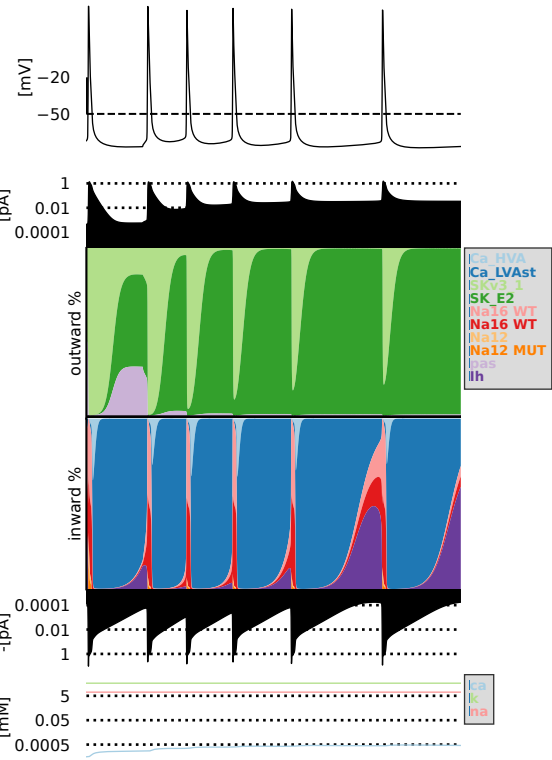 [mV]
−20
−50
[pA]
1
0.01
0.0001
outward %
Ca_HVA
Ca_LVAst
SKv3_1
SK_E2
Na16 WT
Na16 WT
Na12
Na12 MUT
pas
Ih
inward %
-[pA]
0.0001
0.01
1
[mM]
5
0.05
0.0005
ca
k
na